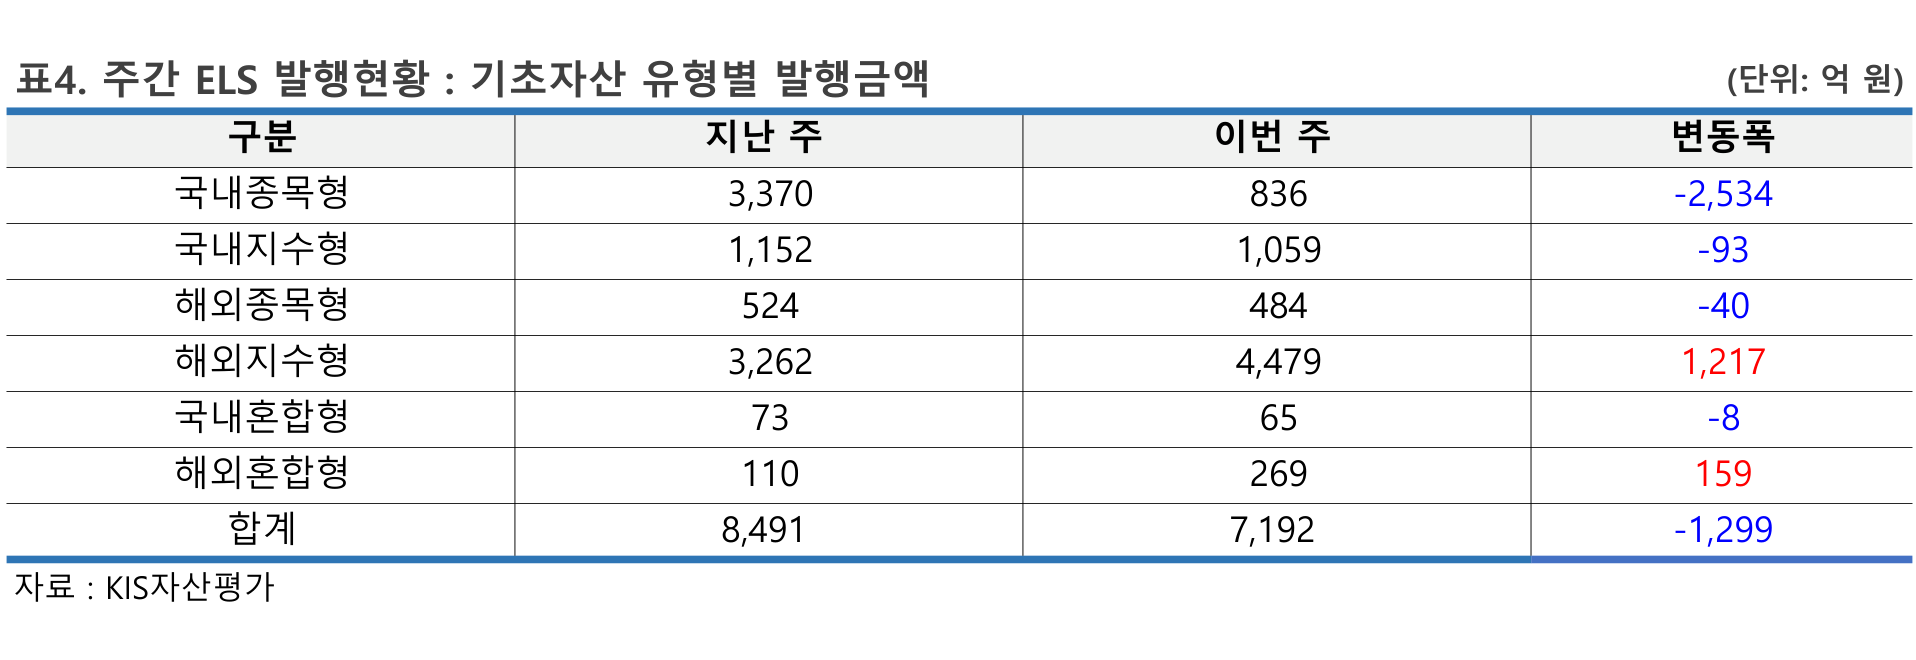 표4. 주간 ELS 발행현황 : 기초자산 유형별 발행금액 (단위: 억 원)
구분 지난 주 이번 주 변동폭
국내종목형 3,370 836 -2,534
국내지수형 1,152 1,059 -93
해외종목형 524 484 -40
해외지수형 3,262 4,479 1,217
국내혼합형 73 65 -8
해외혼합형 110 269 159
합계 8,491 7,192 -1,299
자료 : KIS자산평가